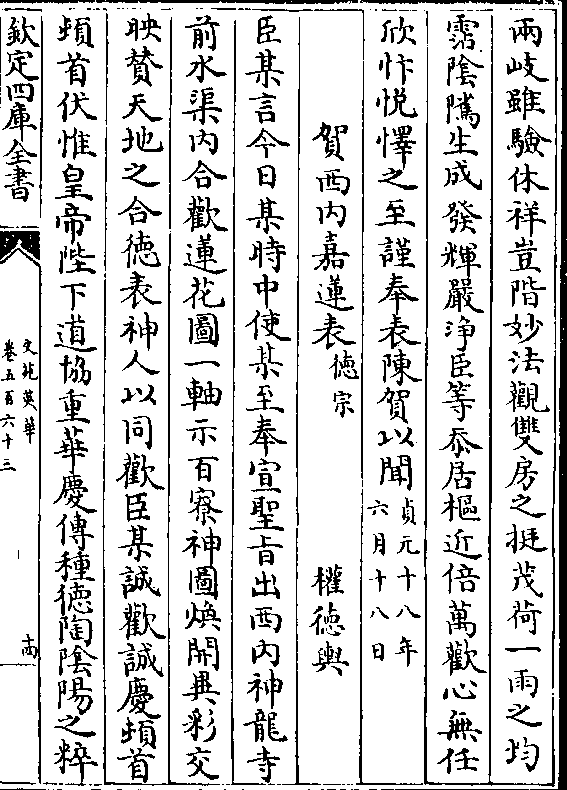 兩岐雖驗休祥豈階妙法觀雙房之挺茂荷一雨之均
霑陰隲生成發輝嚴淨臣等忝居樞近倍萬歡心無任
欣忭悦懌之至謹奉表陳賀以聞貞元十八年六月十八日
賀西内嘉蓮表德宗 權德輿
臣某言今日某時中使某至奉宣聖旨出西内神龍寺
前水渠内合歡蓮花圖一軸示百寮神圖煥開異彩交
映贊天地之合德表神人以同歡臣某誠歡誠慶頓首
頓首伏惟皇帝陛下道協重華慶傳種德陶陰陽之粹
欽定四庫全書
文苑英華
卷五百六十三
十四